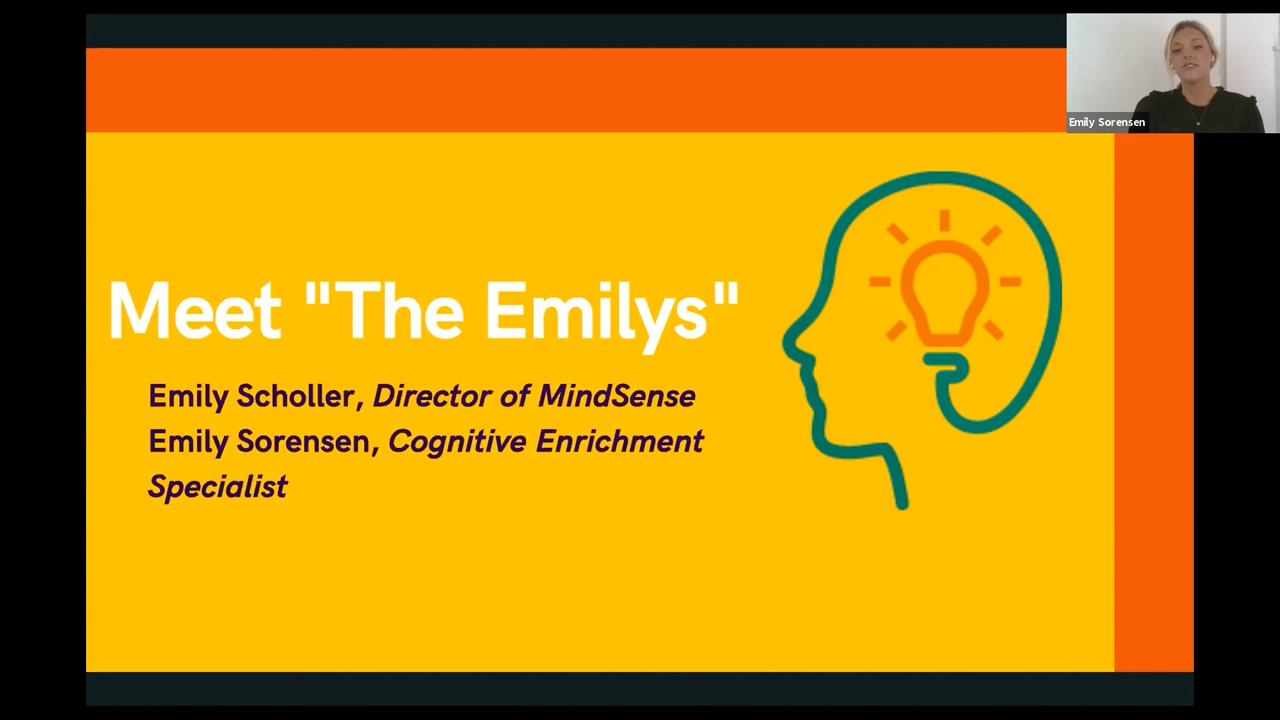 Emily Sorensen
Meet "The Emilys"
Emily Scholler, Director of MindSense
Emily Sorensen, Cognitive Enrichment
Specialist